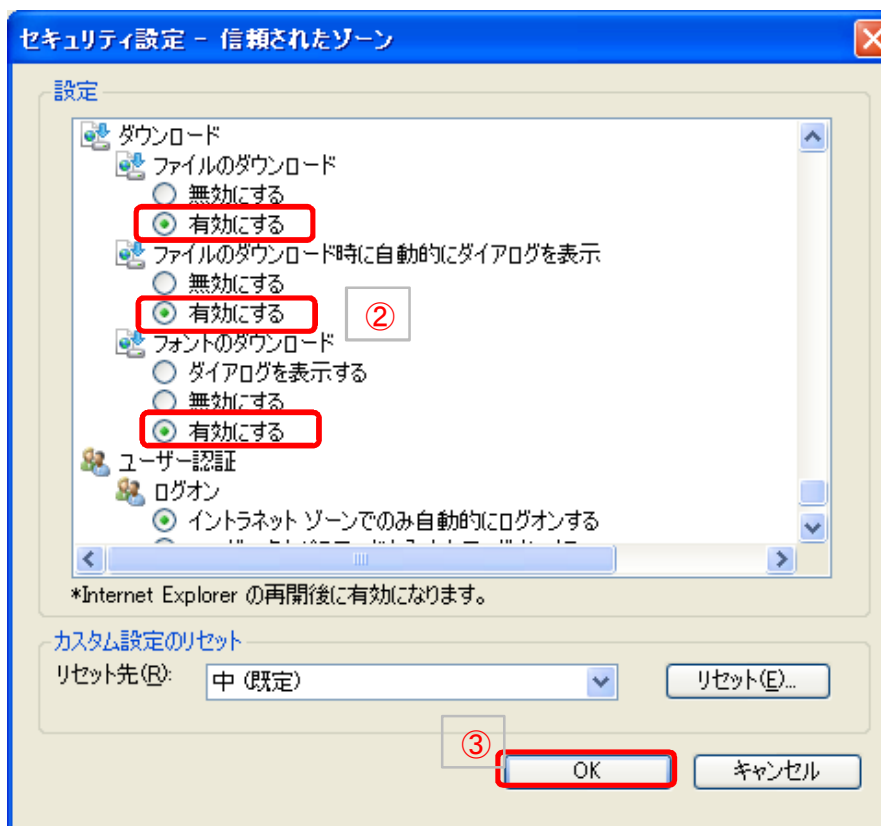 セキュリティ設定 - 信頼されたゾーン
設定
ダウンロード
ファイルのダウンロード
無効にする
有効にする
ファイルのダウンロード時に自動的にダイアログを表示
無効にする
有効にする
②
フォントのダウンロード
ダイアログを表示する
無効にする
有効にする
ユーザー認証
ログオン
イントラネット ゾーンでのみ自動的にログオンする
*Internet Explorer の再開後に有効になります。
カスタム設定のリセット
リセット先(R):
中 (既定)
リセット(E)...
③
OK
キャンセル